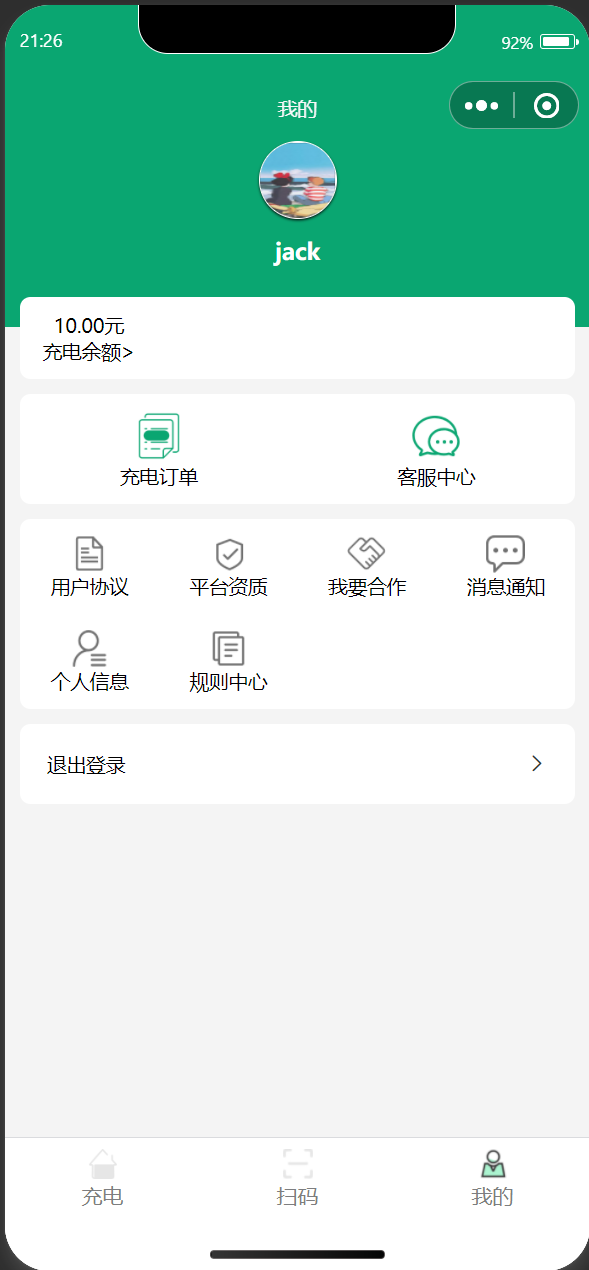 21:26
92%
我的
jack
10.00元
充电余额>
充电订单 客服中心
用户协议 平台资质 我要合作 消息通知
个人信息 规则中心
退出登录
充电 扫码 我的